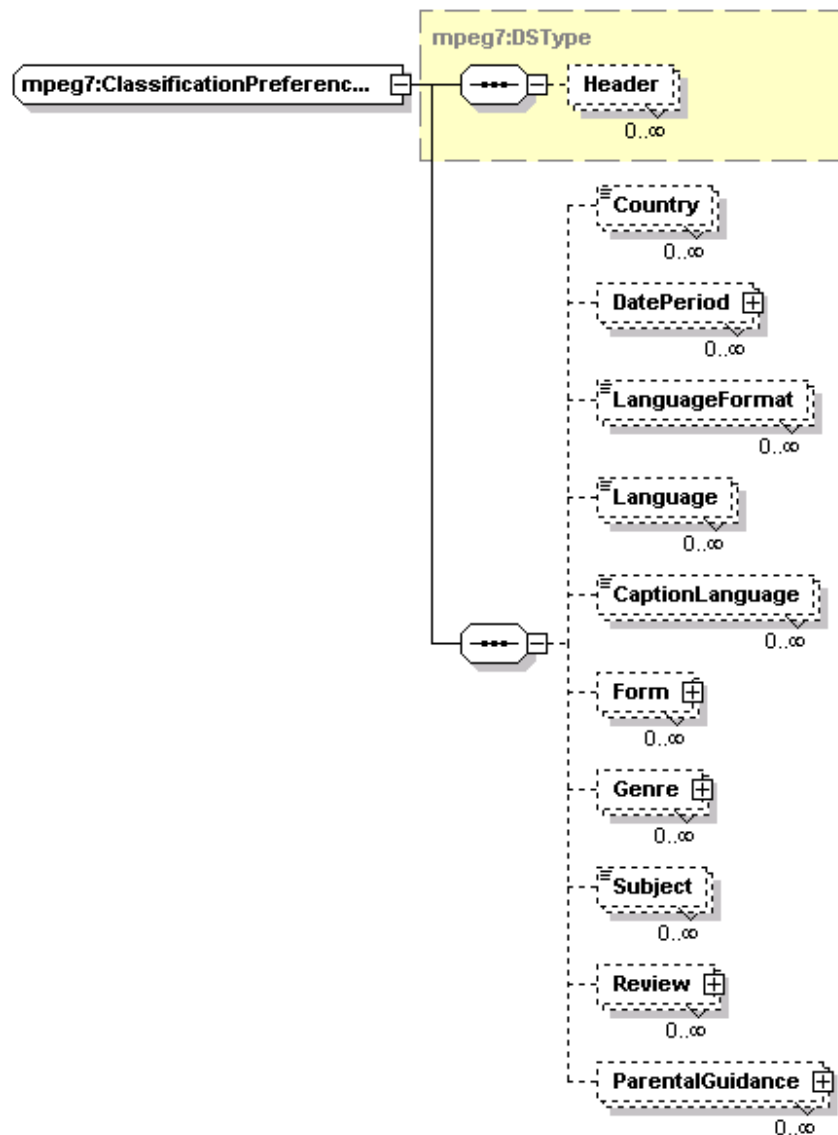 mpeg7:DSType
mpeg7:ClassificationPreferenc...
Header
0..∞
Country
0..∞
DatePeriod
0..∞
LanguageFormat
0..∞
Language
0..∞
CaptionLanguage
0..∞
Form
0..∞
Genre
0..∞
Subject
0..∞
Review
0..∞
ParentalGuidance
0..∞